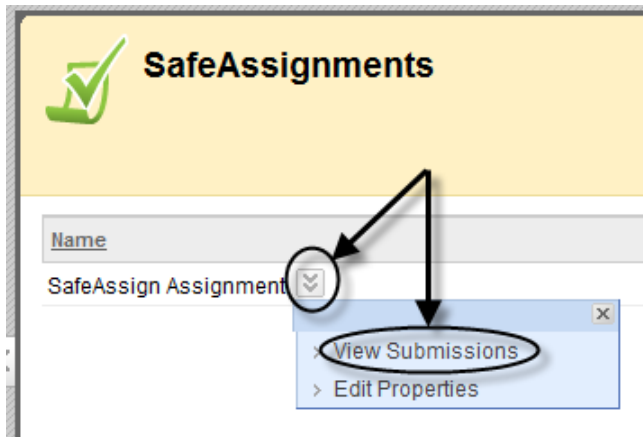 SafeAssignments
Name
SafeAssign Assignment
View Submissions
Edit Properties